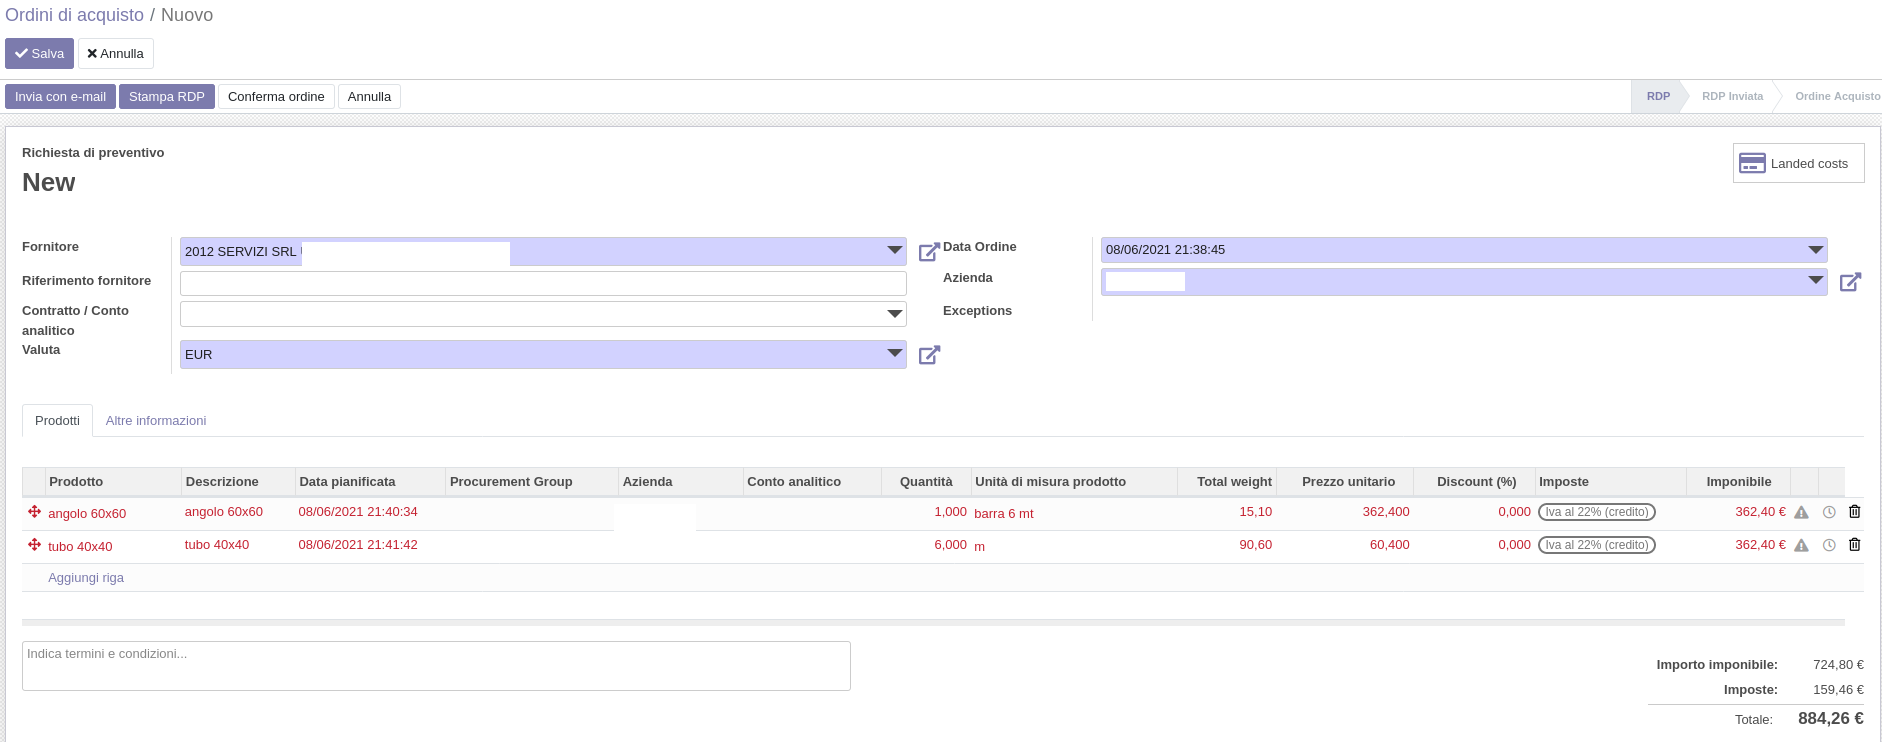 Ordini di acquisto / Nuovo
Salva Annulla
Invia con e-mail Stampa RDP Conferma ordine Annulla RDP RDP Inviata Ordine Acquisto
Richiesta di preventivo
New
Landed costs
Fornitore 2012 SERVIZI SRL
Riferimento fornitore
Contratto / Conto
analitico
Valuta EUR
Data Ordine 08/06/2021 21:38:45
Azienda
Exceptions
Prodotti Altre informazioni
Prodotto Descrizione Data pianificata Procurement Group Azienda Conto analitico Quantità Unità di misura prodotto Total weight Prezzo unitario Discount (%) Imposte Imponibile
angolo 60x60 angolo 60x60 08/06/2021 21:40:34 1,000 barra 6 mt 15,10 362,400 0,000 Iva al 22% (credito) 362,40 €
tubo 40x40 tubo 40x40 08/06/2021 21:41:42 6,000 m 90,60 60,400 0,000 Iva al 22% (credito) 362,40 €
Aggiungi riga
Indica termini e condizioni...
Importo imponibile: 724,80 €
Imposte: 159,46 €
Totale: 884,26 €